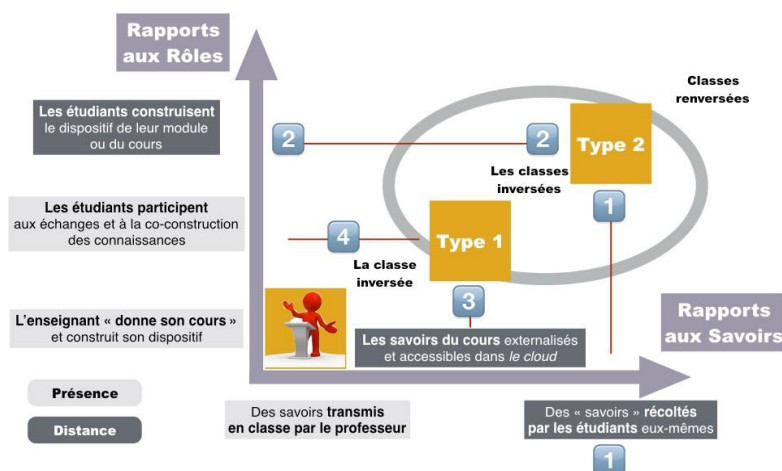 Rapports
aux Rôles
Classes
renversées
Les étudiants construisent
le dispositif de leur module
ou du cours
2
2
Type 2
Les classes
inversées
1
Les étudiants participent
aux échanges et à la co-construction
des connaissances
4
Type 1
La classe
inversée
3
L'enseignant « donne son cours »
et construit son dispositif
Les savoirs du cours externalisés
et accessibles dans le cloud
Rapports
aux Savoirs
Présence
Distance
Des savoirs transmis
en classe par le professeur
Des « savoirs » récoltés
par les étudiants eux-mêmes
1